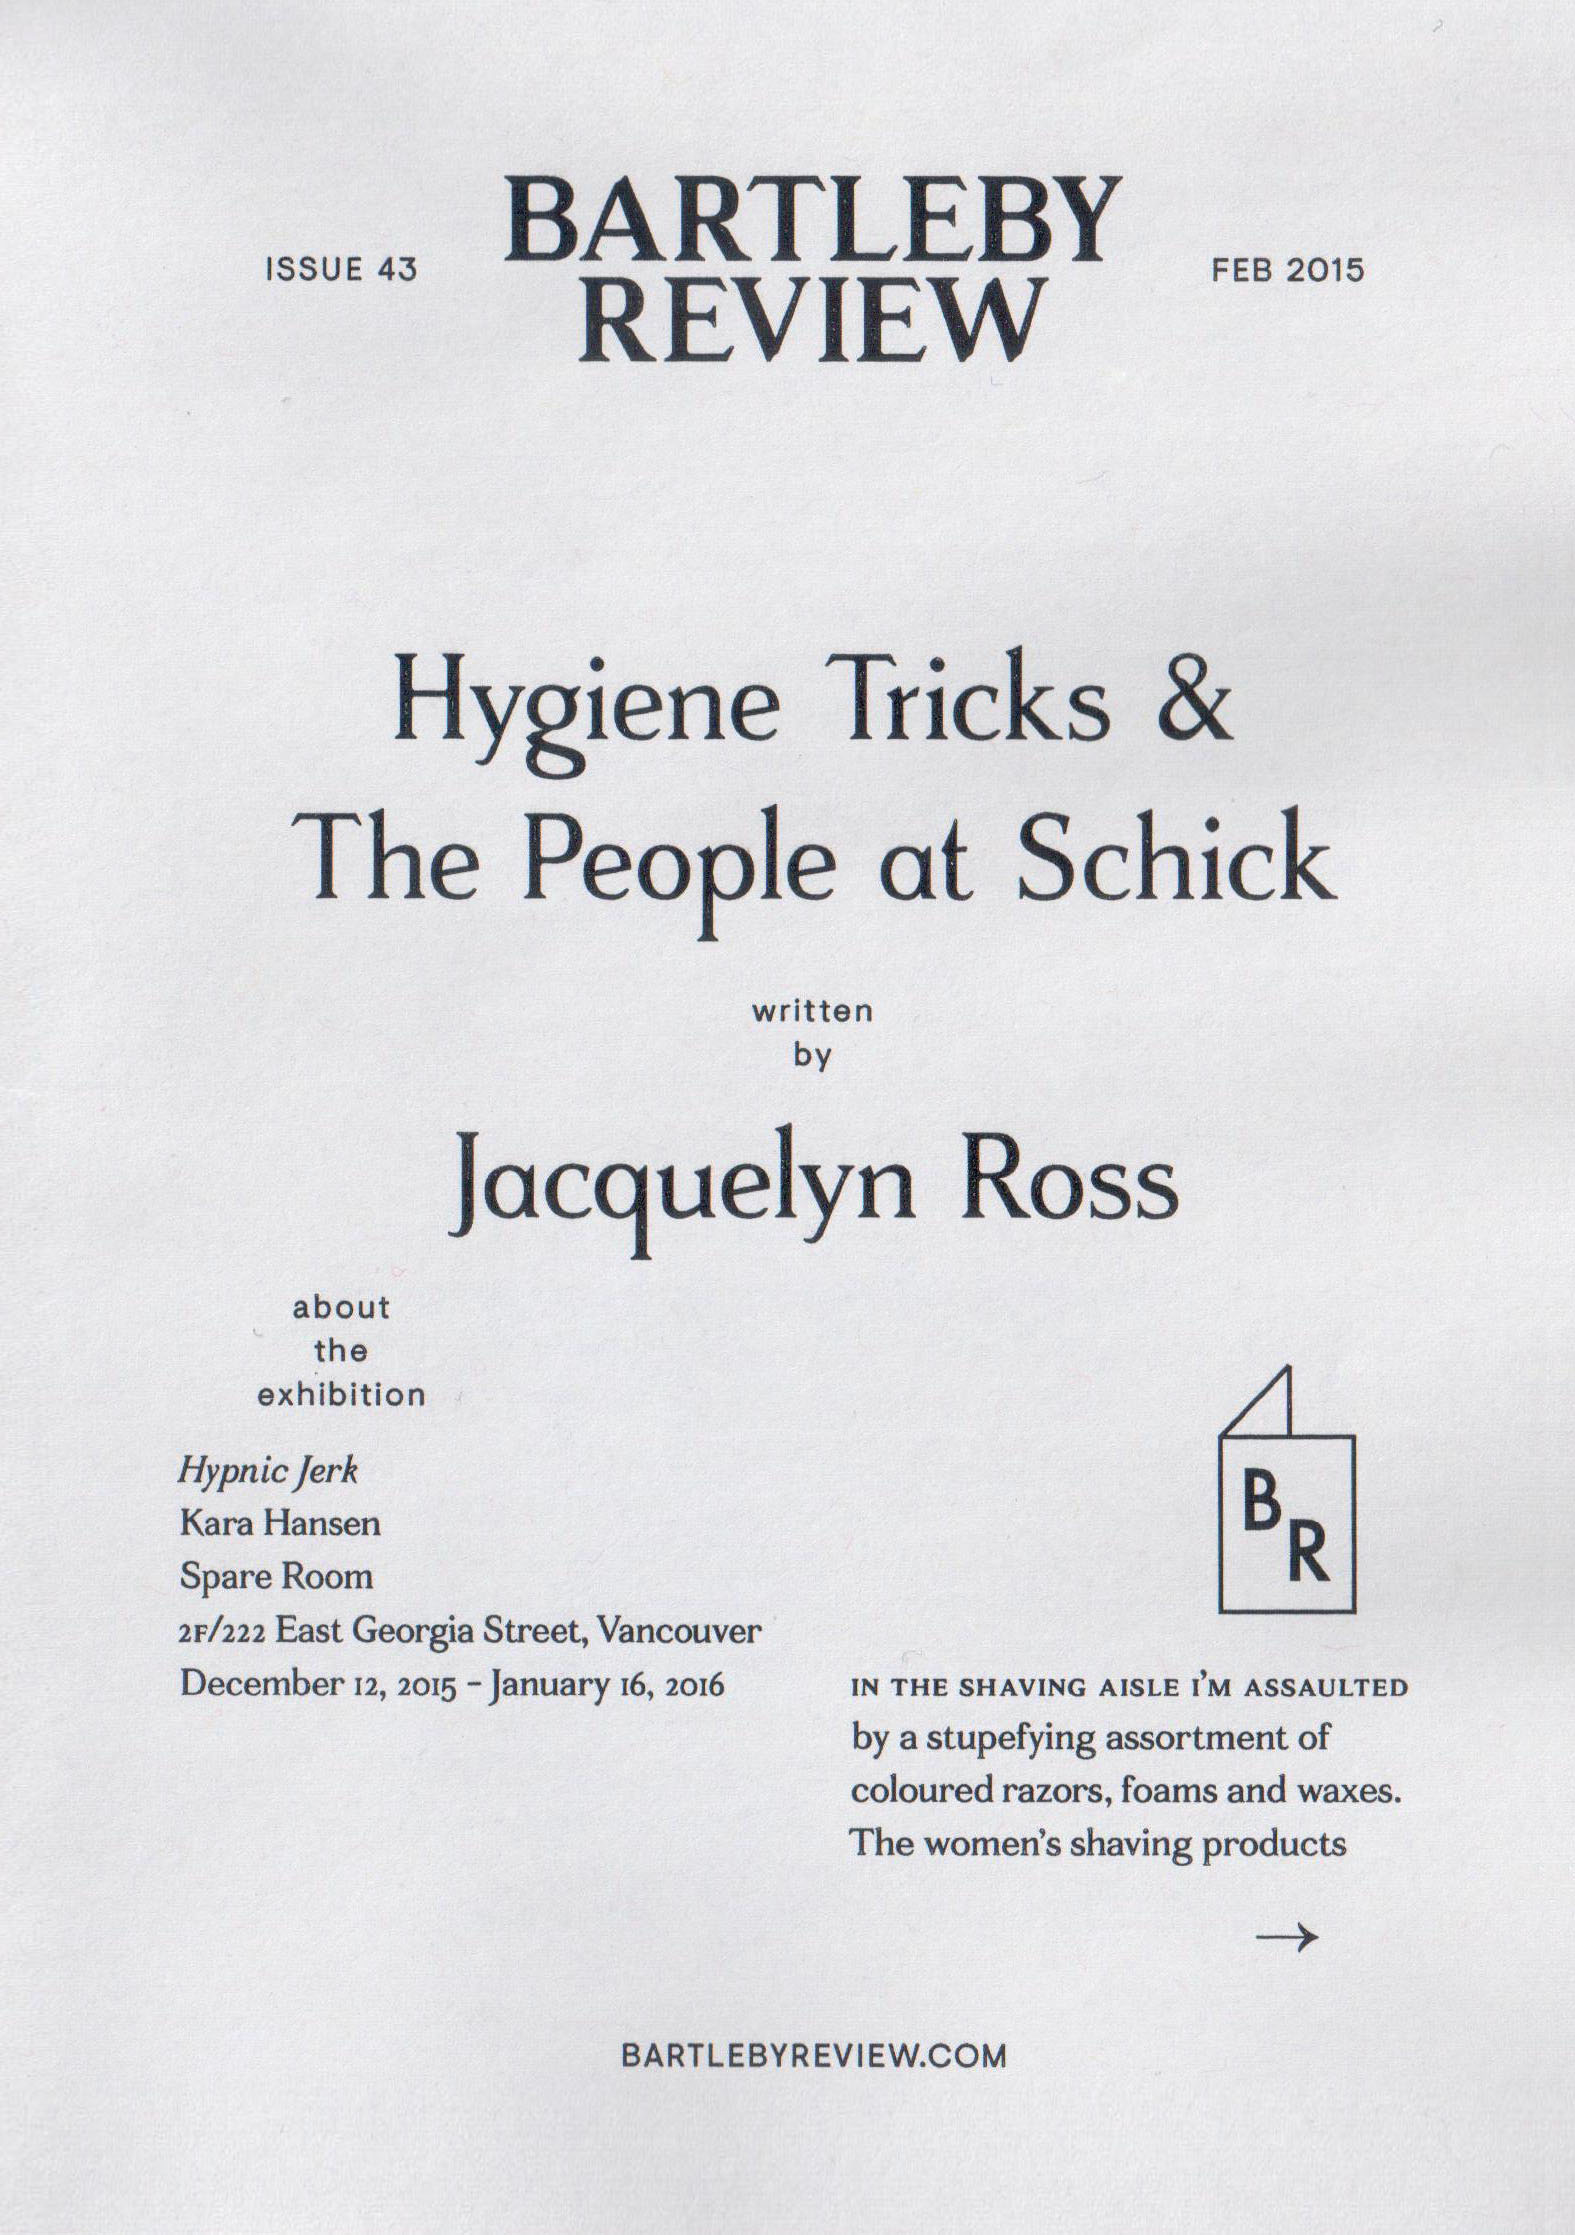 ISSUE 43
BARTLEBY
REVIEW
FEB 2015
Hygiene Tricks &
The People at Schick
written
by
Jacquelyn Ross
about
the
exhibition
Hypnic Jerk
Kara Hansen
Spare Room
2F/222 East Georgia Street, Vancouver
December 12, 2015 – January 16, 2016
B
R
IN THE SHAVING AISLE I’M ASSAULTED
by a stupefying assortment of
coloured razors, foams and waxes.
The women’s shaving products
→
BARTLEBYREVIEW.COM